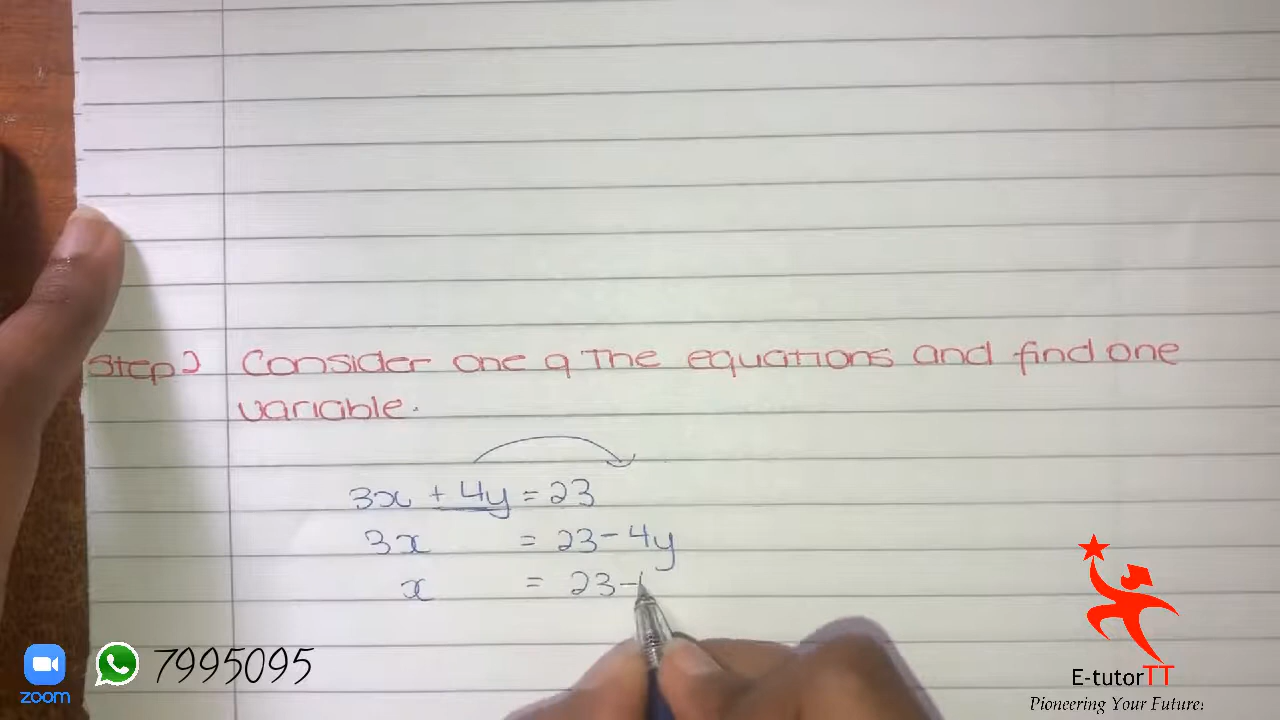 Step 2 Consider one of the equations and find one
variable.
3x + 4y = 23
3x = 23 - 4y
x = 23 -
zoom
7995095
E-tutorTT
Pioneering Your Future!